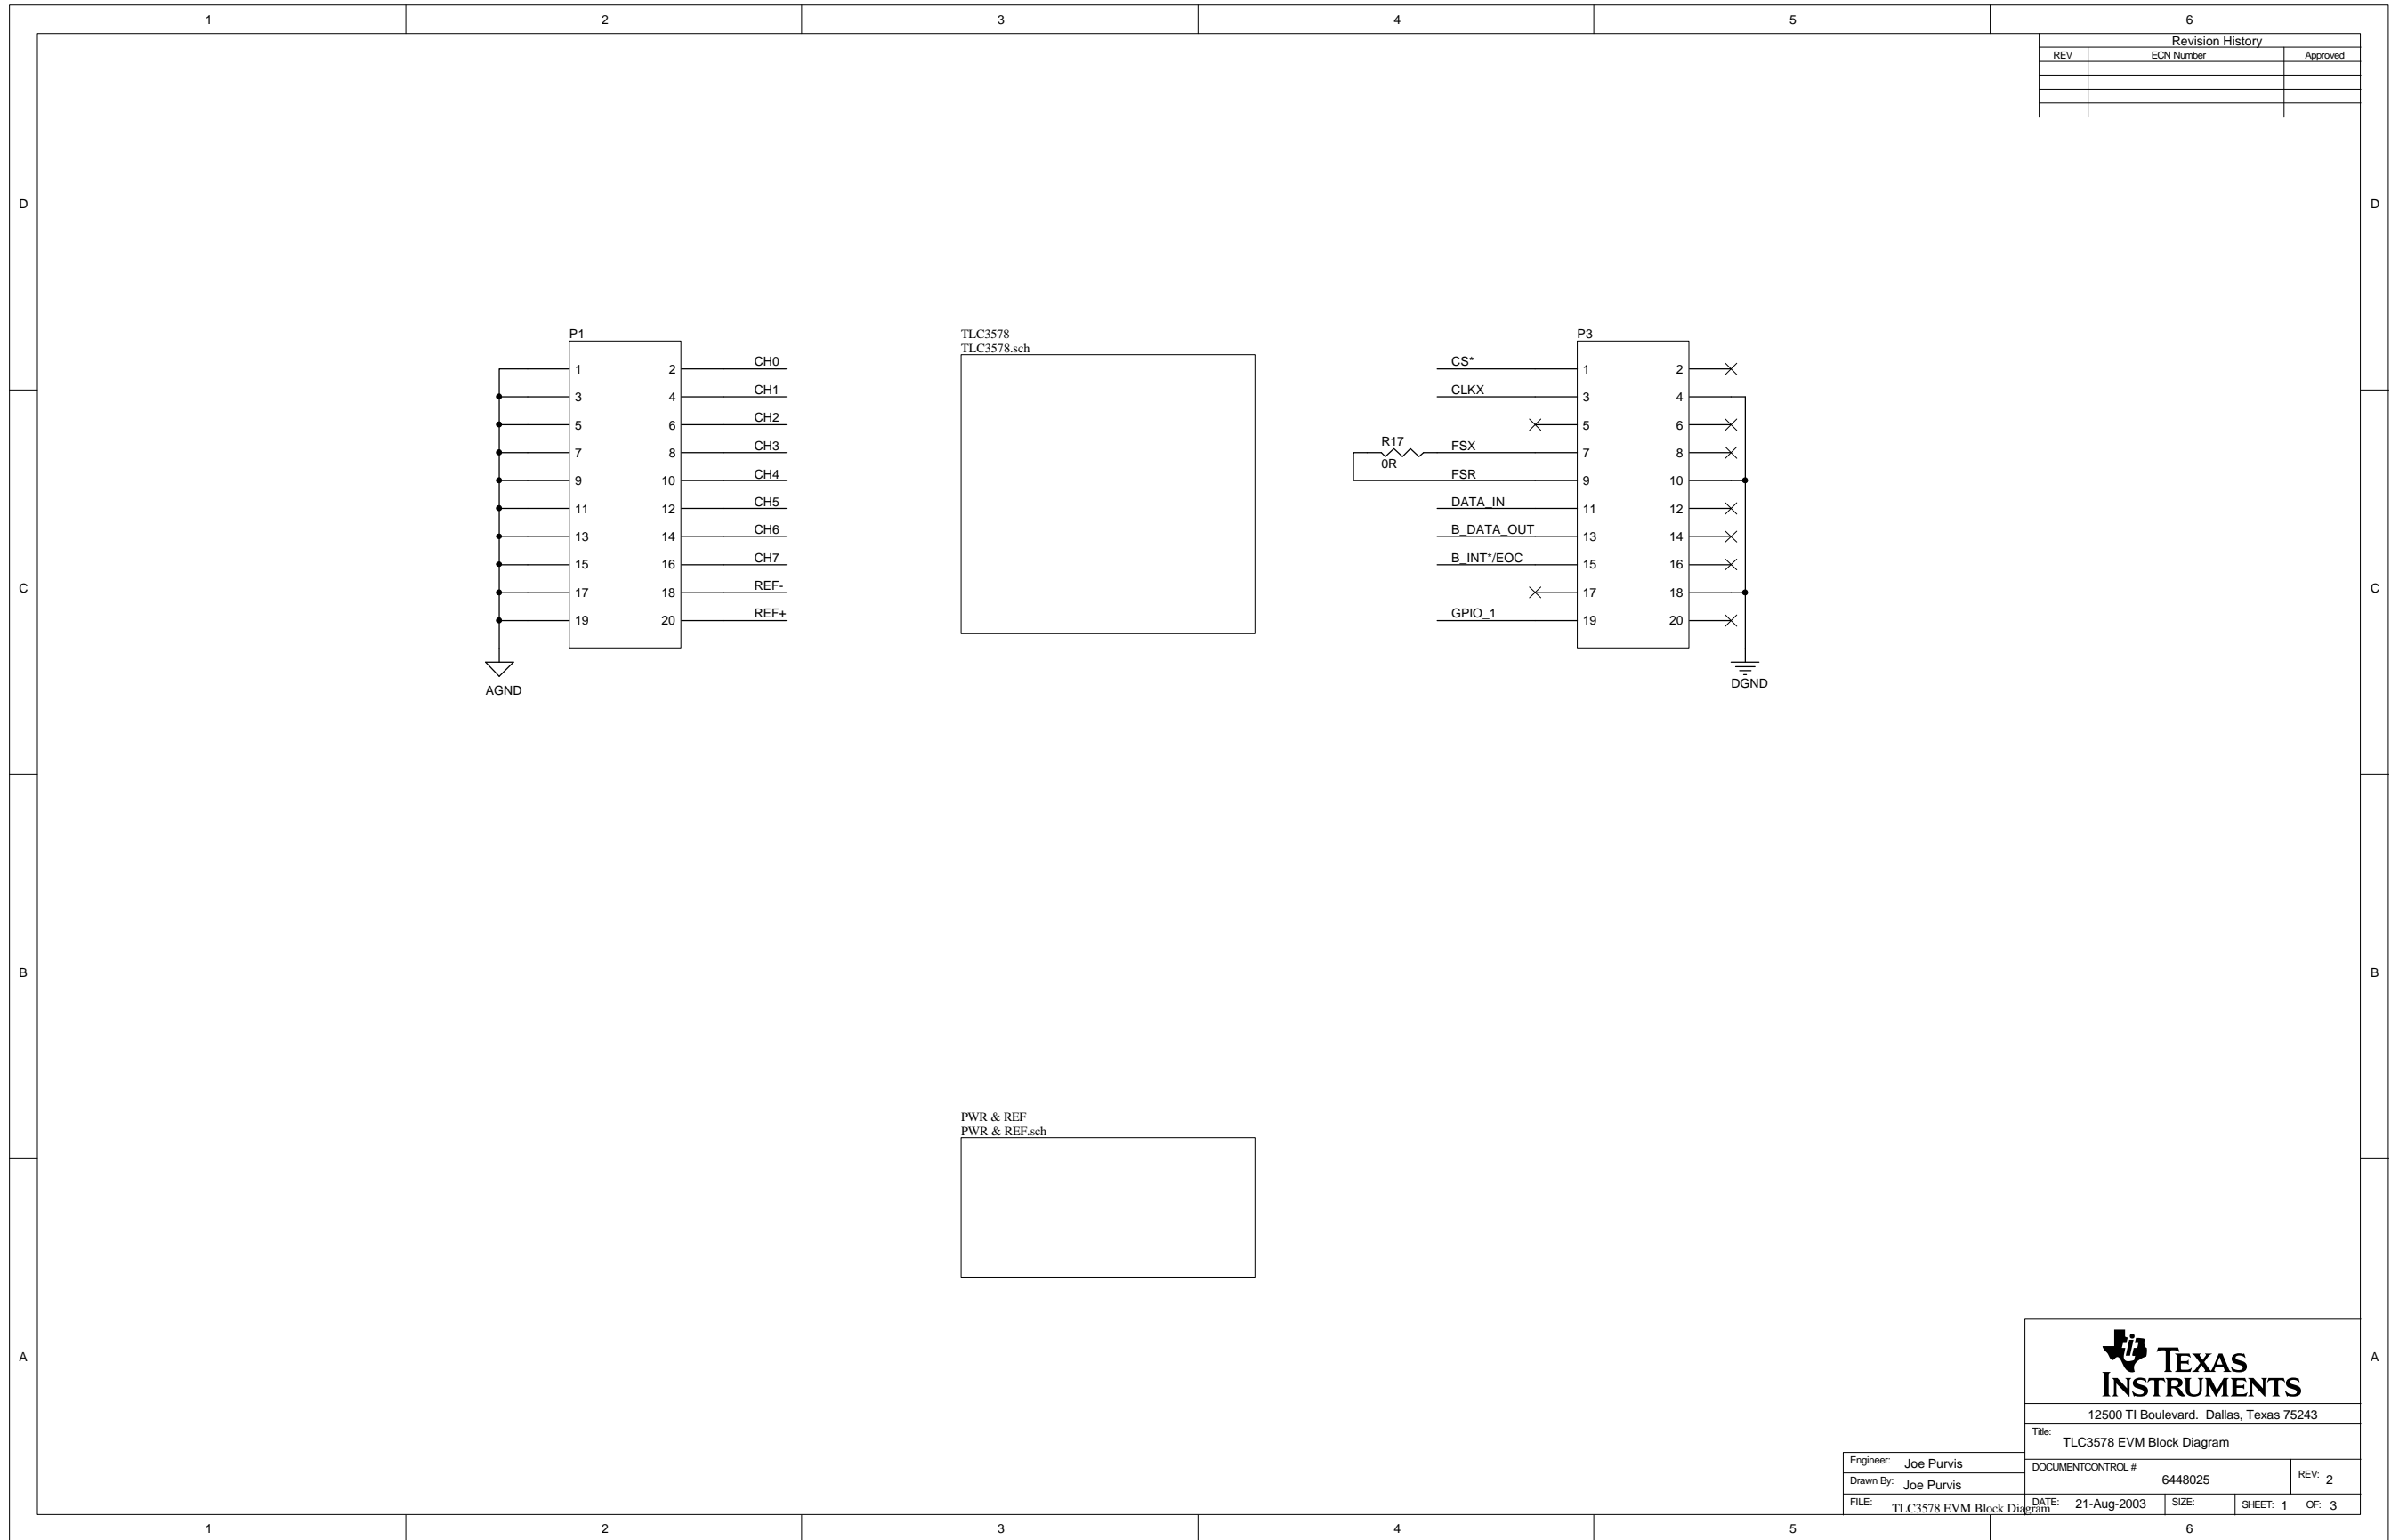 1 2 3 4 5 6
Revision History
REV ECN Number Approved
D D
P1
1 2 CH0
3 4 CH1
5 6 CH2
7 8 CH3
9 10 CH4
11 12 CH5
13 14 CH6
15 16 CH7
17 18 REF-
19 20 REF+
AGND
TLC3578
TLC3578.sch
P3
CS* 1 2
CLKX 3 4
5 6
R17 FSX 7 8
0R
FSR 9 10
DATA_IN 11 12
B_DATA_OUT 13 14
B_INT*/EOC 15 16
17 18
GPIO_1 19 20
DGND
C C
B B
PWR & REF
PWR & REF.sch
A A
TEXAS
INSTRUMENTS
12500 TI Boulevard. Dallas, Texas 75243
Title: TLC3578 EVM Block Diagram
Engineer: Joe Purvis
Drawn By: Joe Purvis
FILE: TLC3578 EVM Block Diagram
DOCUMENTCONTROL # 6448025 REV: 2
DATE: 21-Aug-2003 SIZE: SHEET: 1 OF: 3
1 2 3 4 5 6